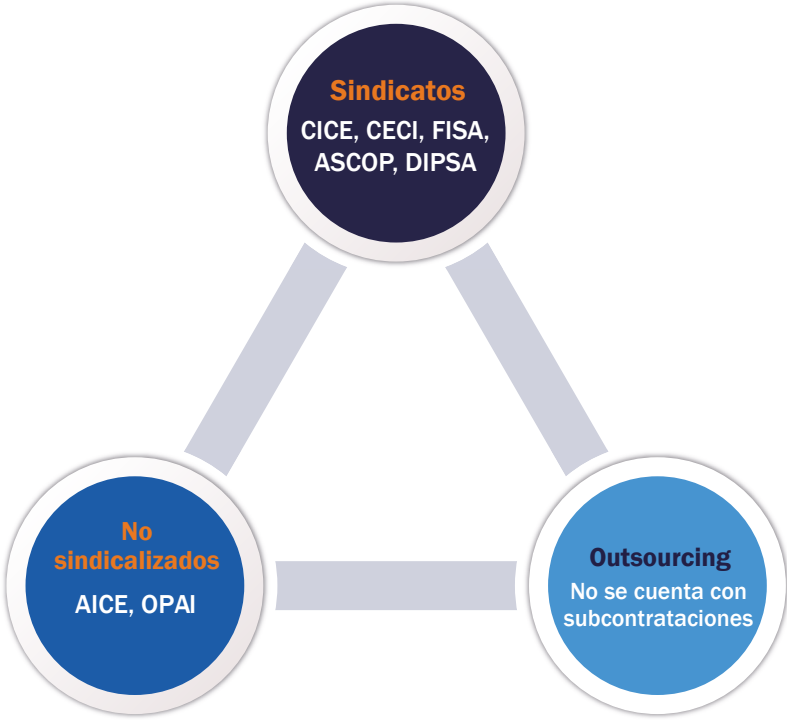 Sindicatos
CICE, CECI, FISA,
ASCOP, DIPSA
No
sindicalizados
AICE, OPAI
Outsourcing
No se cuenta con
subcontrataciones